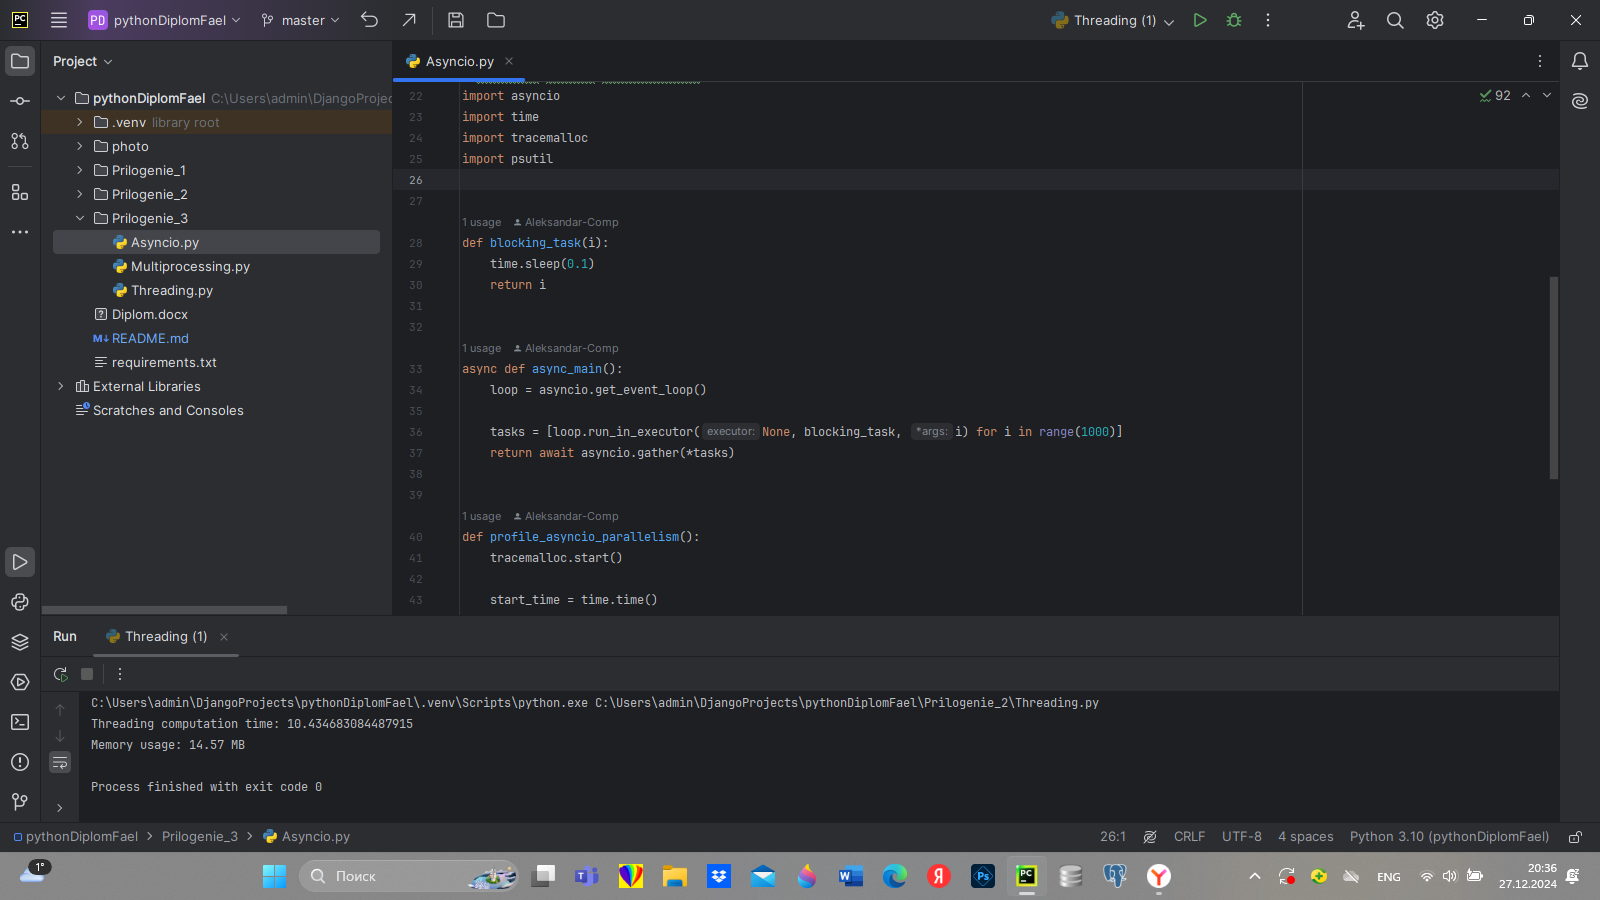 PC
PD pythonDiplomFael master Threading (1)
Project
Asyncio.py
pythonDiplomFael C:\Users\admin\DjangoProjec
.venv library root
photo
Prilogenie_1
Prilogenie_2
Prilogenie_3
Asyncio.py
Multiprocessing.py
Threading.py
Diplom.docx
M↓ README.md
requirements.txt
External Libraries
Scratches and Consoles
92
22 import asyncio
23 import time
24 import tracemalloc
25 import psutil
26
27
1 usage Aleksandar-Comp
28 def blocking_task(i):
29 time.sleep(0.1)
30 return i
31
32
1 usage Aleksandar-Comp
33 async def async_main():
34 loop = asyncio.get_event_loop()
35
36 tasks = [loop.run_in_executor( executor: None, blocking_task, *args: i) for i in range(1000)]
37 return await asyncio.gather(*tasks)
38
39
1 usage Aleksandar-Comp
40 def profile_asyncio_parallelism():
41 tracemalloc.start()
42
43 start_time = time.time()
Run Threading (1)
C:\Users\admin\DjangoProjects\pythonDiplomFael\.venv\Scripts\python.exe C:\Users\admin\DjangoProjects\pythonDiplomFael\Prilogenie_2\Threading.py
Threading computation time: 10.434683084487915
Memory usage: 14.57 MB
Process finished with exit code 0
pythonDiplomFael > Prilogenie_3 > Asyncio.py
26:1 CRLF UTF-8 4 spaces Python 3.10 (pythonDiplomFael)
1°
Поиск
W
Я
Ps
PC
Y
ENG
20:36
27.12.2024